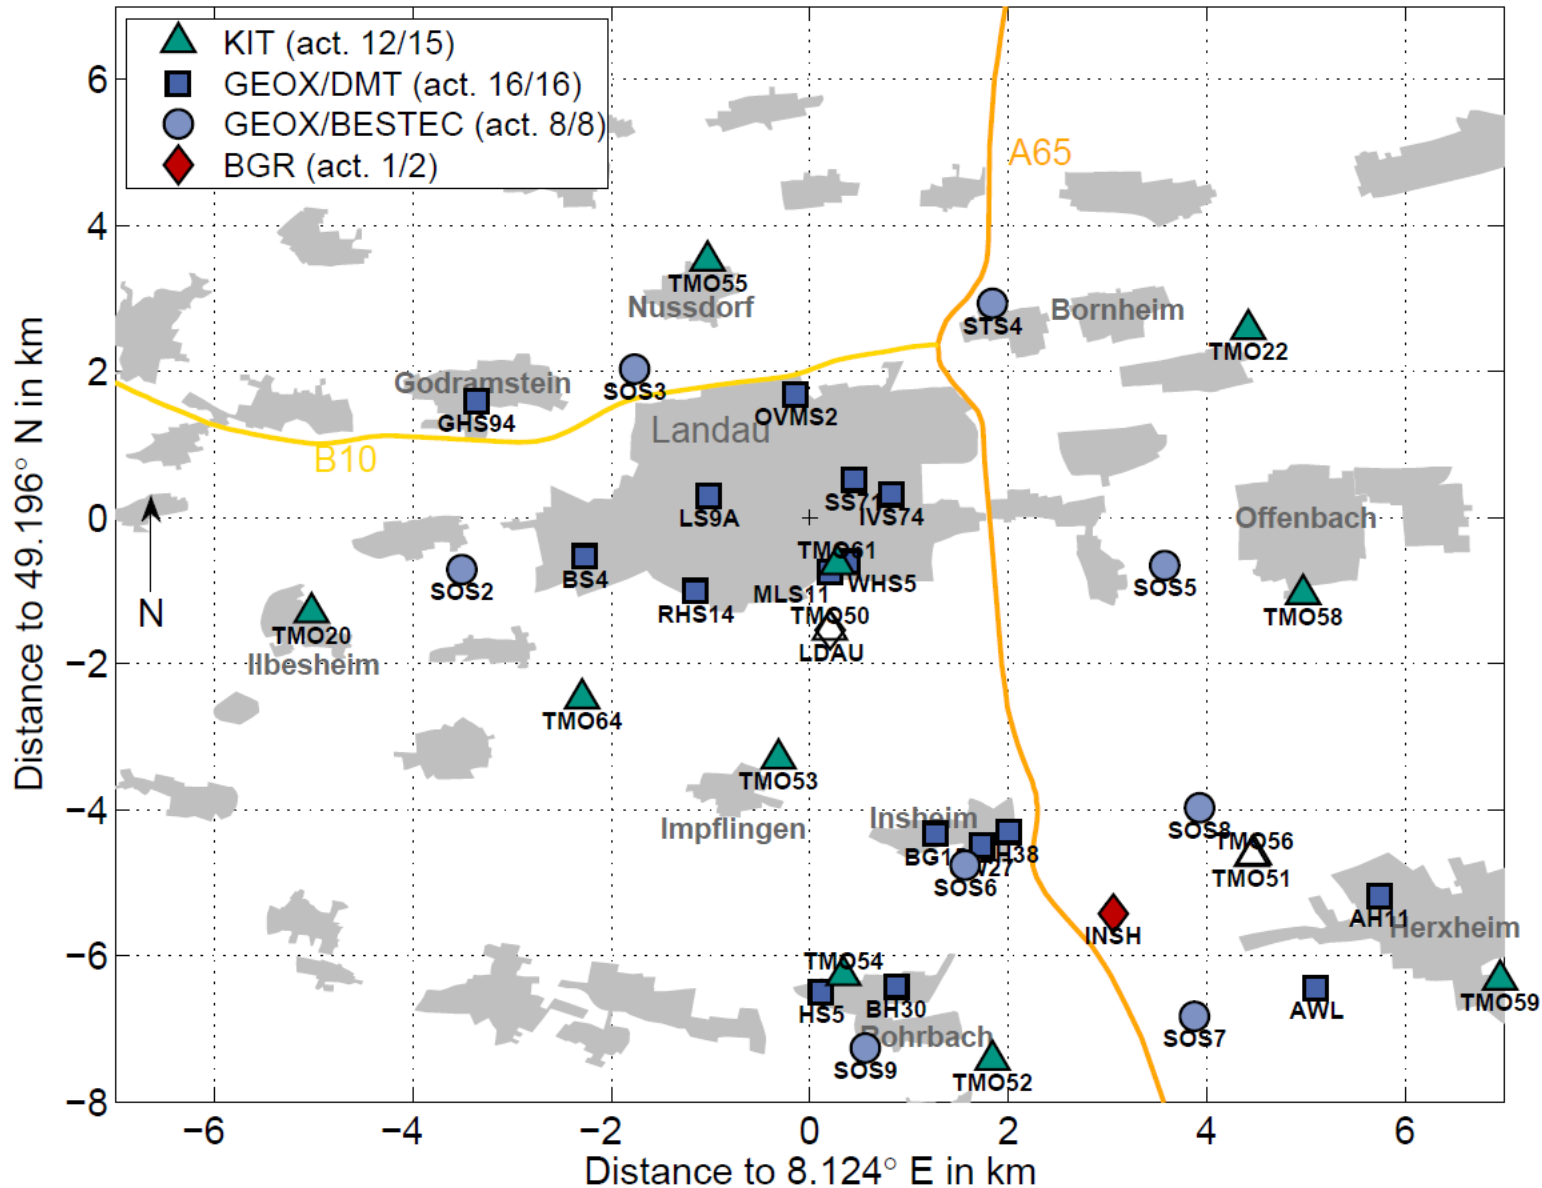 KIT (act. 12/15)
GEOX/DMT (act. 16/16)
GEOX/BESTEC (act. 8/8)
BGR (act. 1/2)
6
A65
4
TMO55
Nussdorf
Bornheim
STS4
TMO22
2
SOS3
Godramstein
GHS94
OVMS2
Landau
B10
SS71
IVS74
LS9A
0
Offenbach
TMO61
BS4
SOS2
WHS5
MLS11
RHS14
SOS5
TMO58
N
TMO50
TMO20
LDAU
Ilbesheim
−2
TMO64
TMO53
−4
Impflingen
Insheim
SOS8
TMO56
BG1
H38
27
SOS6
TMO51
AH11
Herxheim
INSH
−6
TMO54
HS5
BH30
AWL
TMO59
Rohrbach
SOS7
SOS9
TMO52
−8
−6
−4
−2
0
2
4
6
Distance to 8.124° E in km
Distance to 49.196° N in km